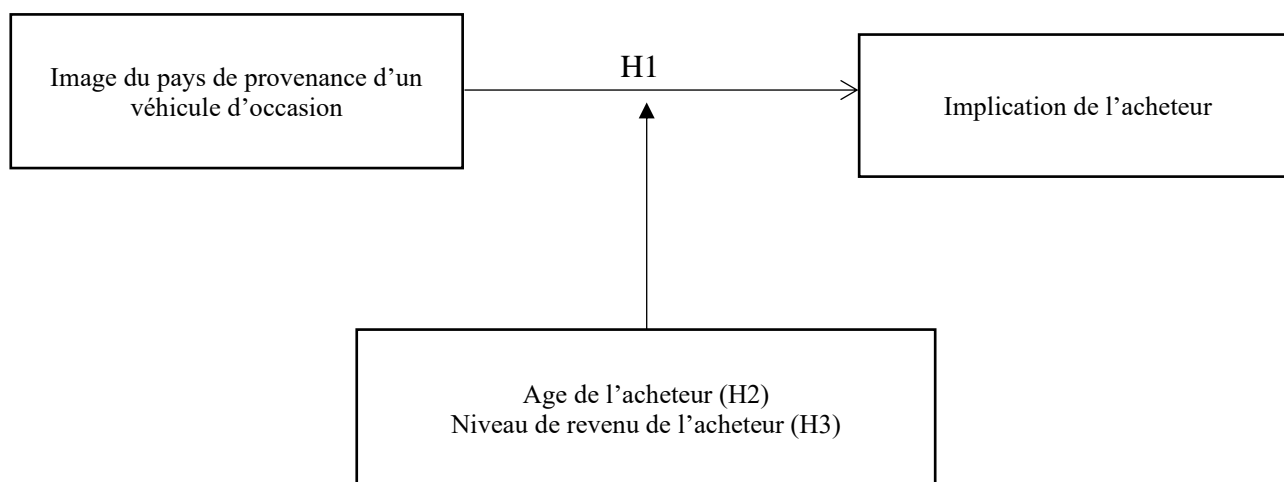 Image du pays de provenance d’un
véhicule d’occasion
H1
Implication de l’acheteur
Age de l’acheteur (H2)
Niveau de revenu de l’acheteur (H3)